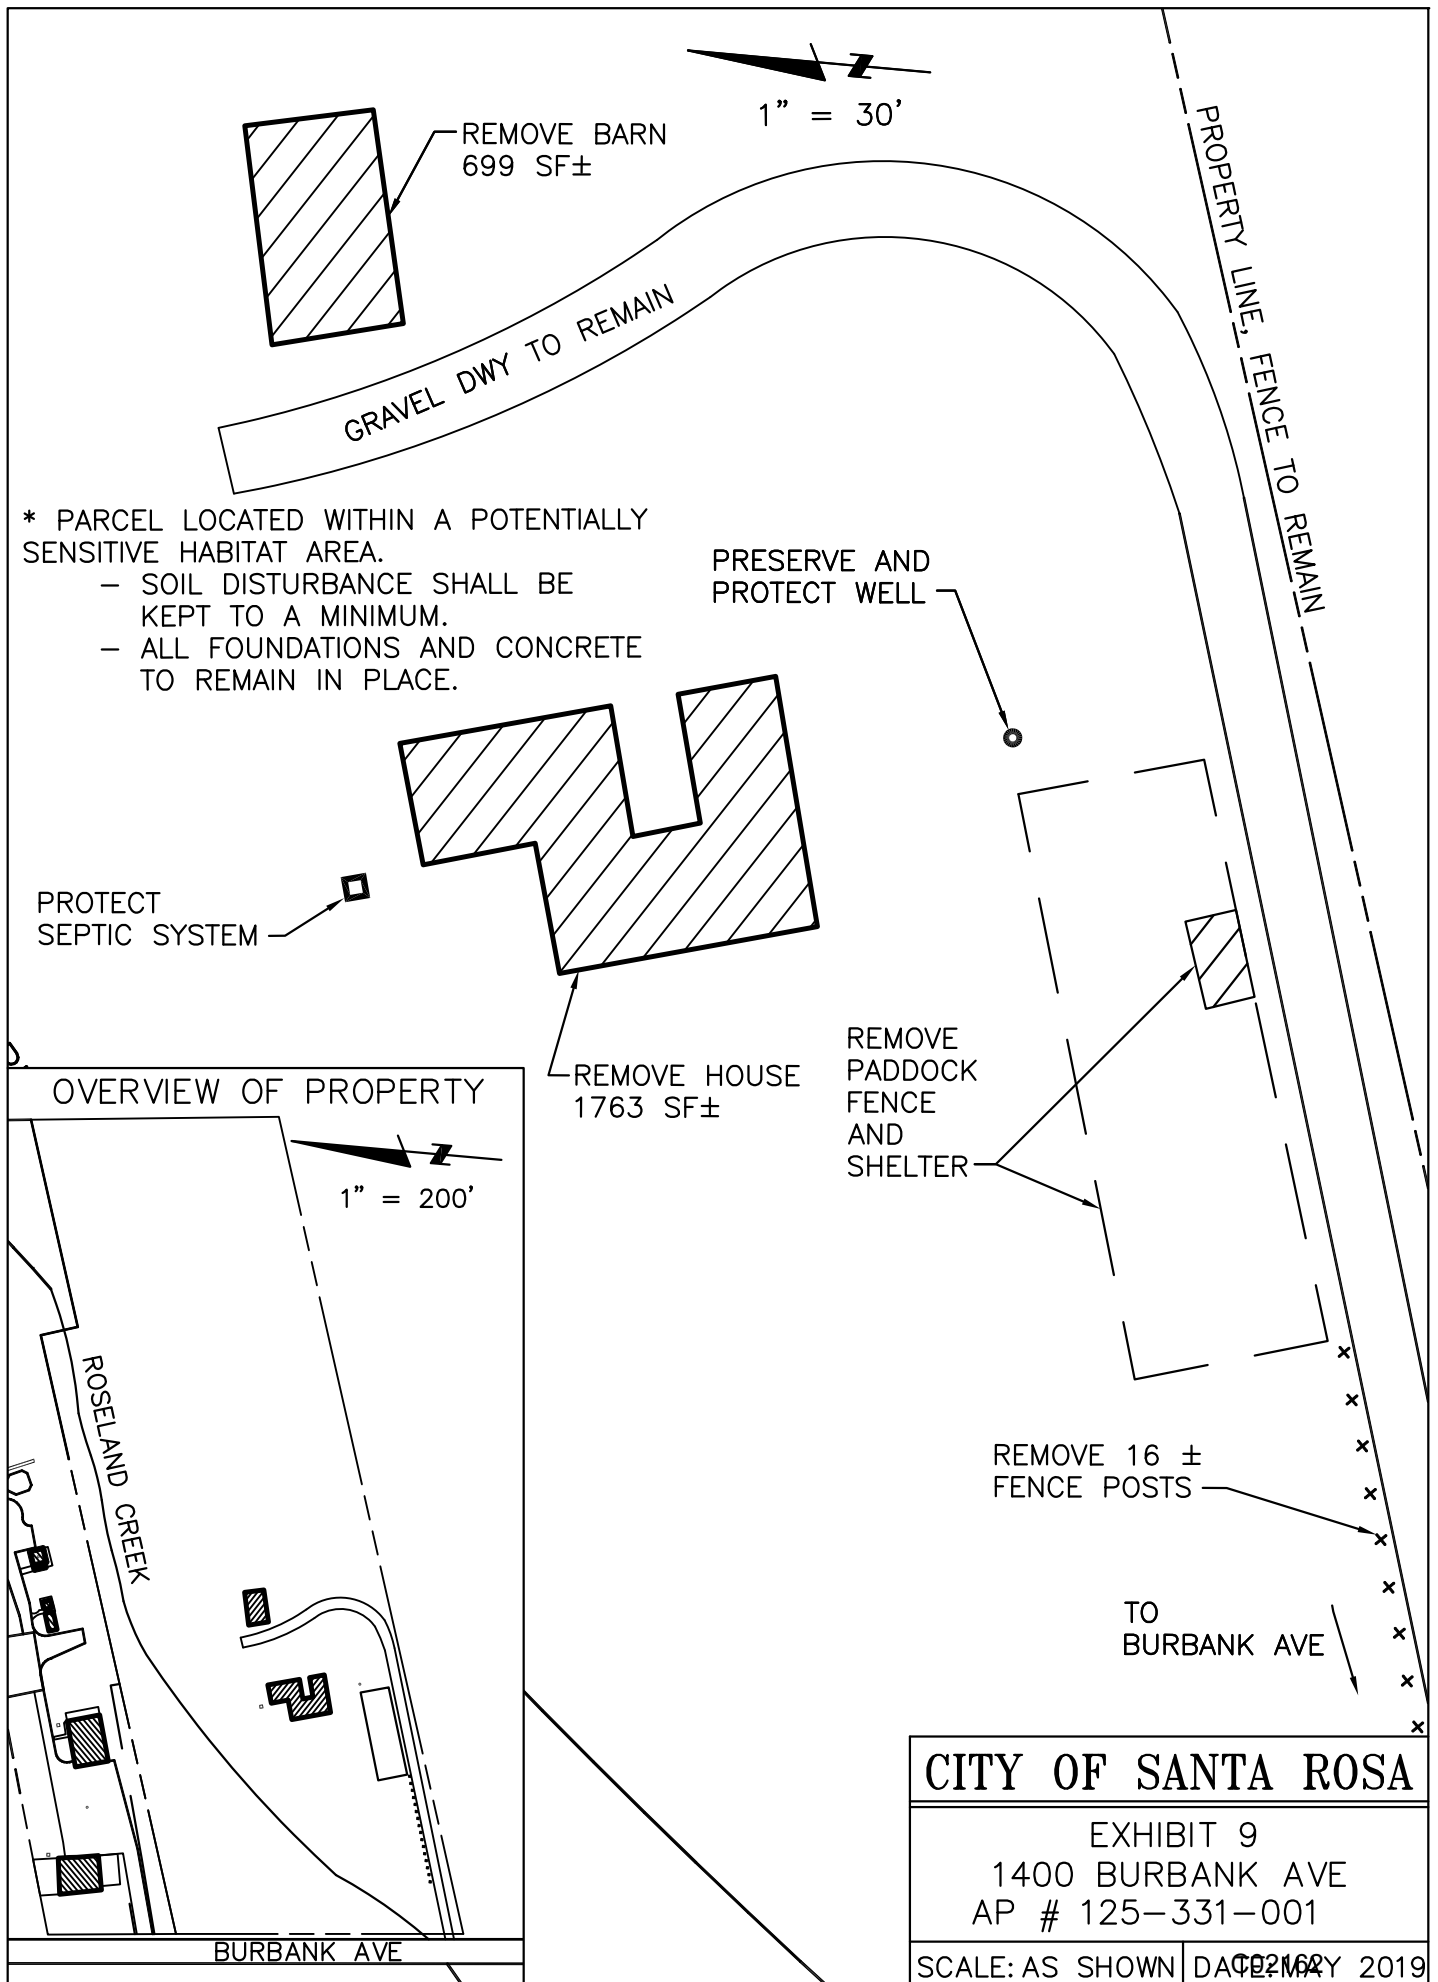 1" = 30'
REMOVE BARN
699 SF±
PROPERTY LINE, FENCE TO REMAIN
GRAVEL DWY TO REMAIN
* PARCEL LOCATED WITHIN A POTENTIALLY
SENSITIVE HABITAT AREA.
– SOIL DISTURBANCE SHALL BE
KEPT TO A MINIMUM.
– ALL FOUNDATIONS AND CONCRETE
TO REMAIN IN PLACE.
PRESERVE AND
PROTECT WELL
PROTECT
SEPTIC SYSTEM
REMOVE HOUSE
1763 SF±
REMOVE
PADDOCK
FENCE
AND
SHELTER
OVERVIEW OF PROPERTY
1" = 200'
ROSELAND CREEK
BURBANK AVE
REMOVE 16 ±
FENCE POSTS
TO
BURBANK AVE
CITY OF SANTA ROSA
EXHIBIT 9
1400 BURBANK AVE
AP # 125-331-001
SCALE: AS SHOWN
DATE: MAY 2019
C02162